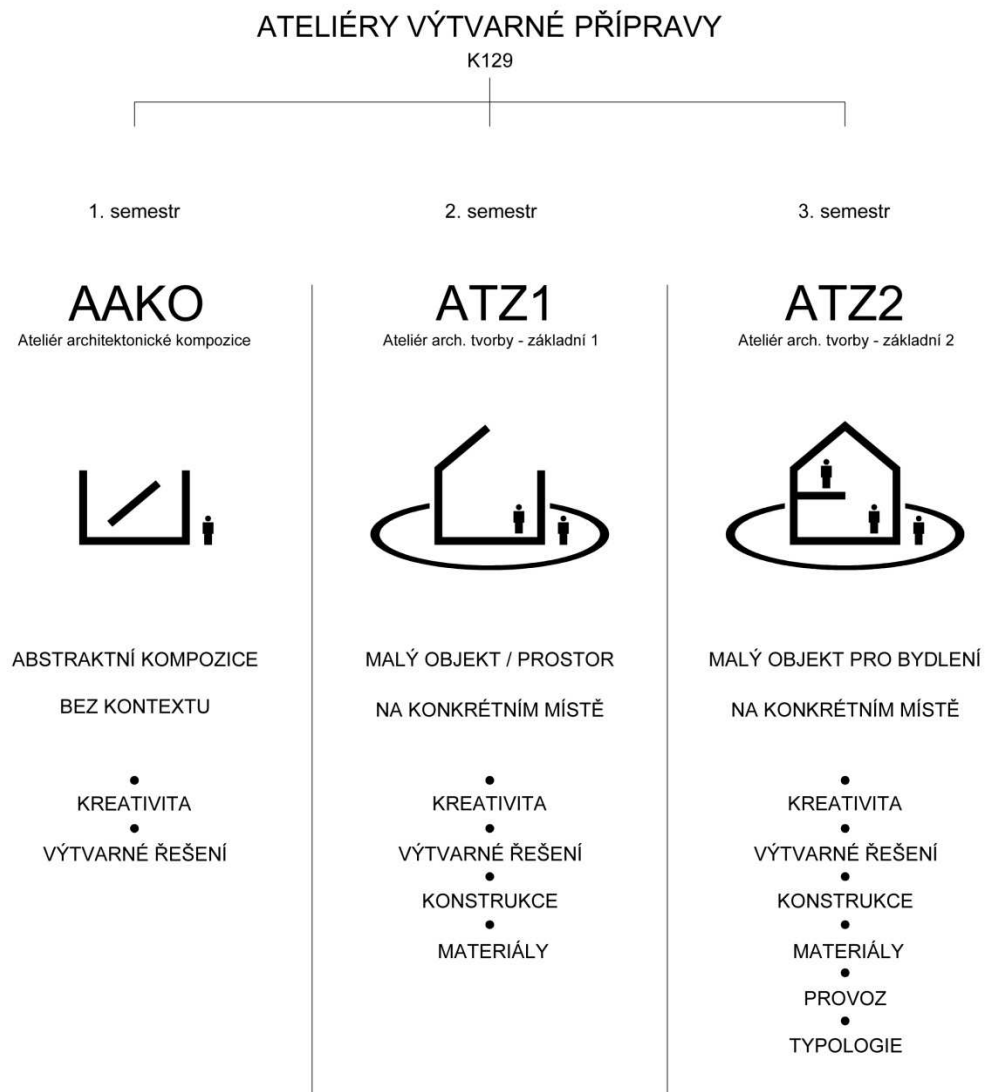 ATELIÉRY VÝTVARNÉ PŘÍPRAVY
K129
1. semestr
AAKO
Ateliér architektonické kompozice
ABSTRAKTNÍ KOMPOZICE
BEZ KONTEXTU
KREATIVITA
VÝTVARNÉ ŘEŠENÍ
2. semestr
ATZ1
Ateliér arch. tvorby - základní 1
MALÝ OBJEKT / PROSTOR
NA KONKRÉTNÍM MÍSTĚ
KREATIVITA
VÝTVARNÉ ŘEŠENÍ
KONSTRUKCE
MATERIÁLY
3. semestr
ATZ2
Ateliér arch. tvorby - základní 2
MALÝ OBJEKT PRO BYDLENÍ
NA KONKRÉTNÍM MÍSTĚ
KREATIVITA
VÝTVARNÉ ŘEŠENÍ
KONSTRUKCE
MATERIÁLY
PROVOZ
TYPOLOGIE